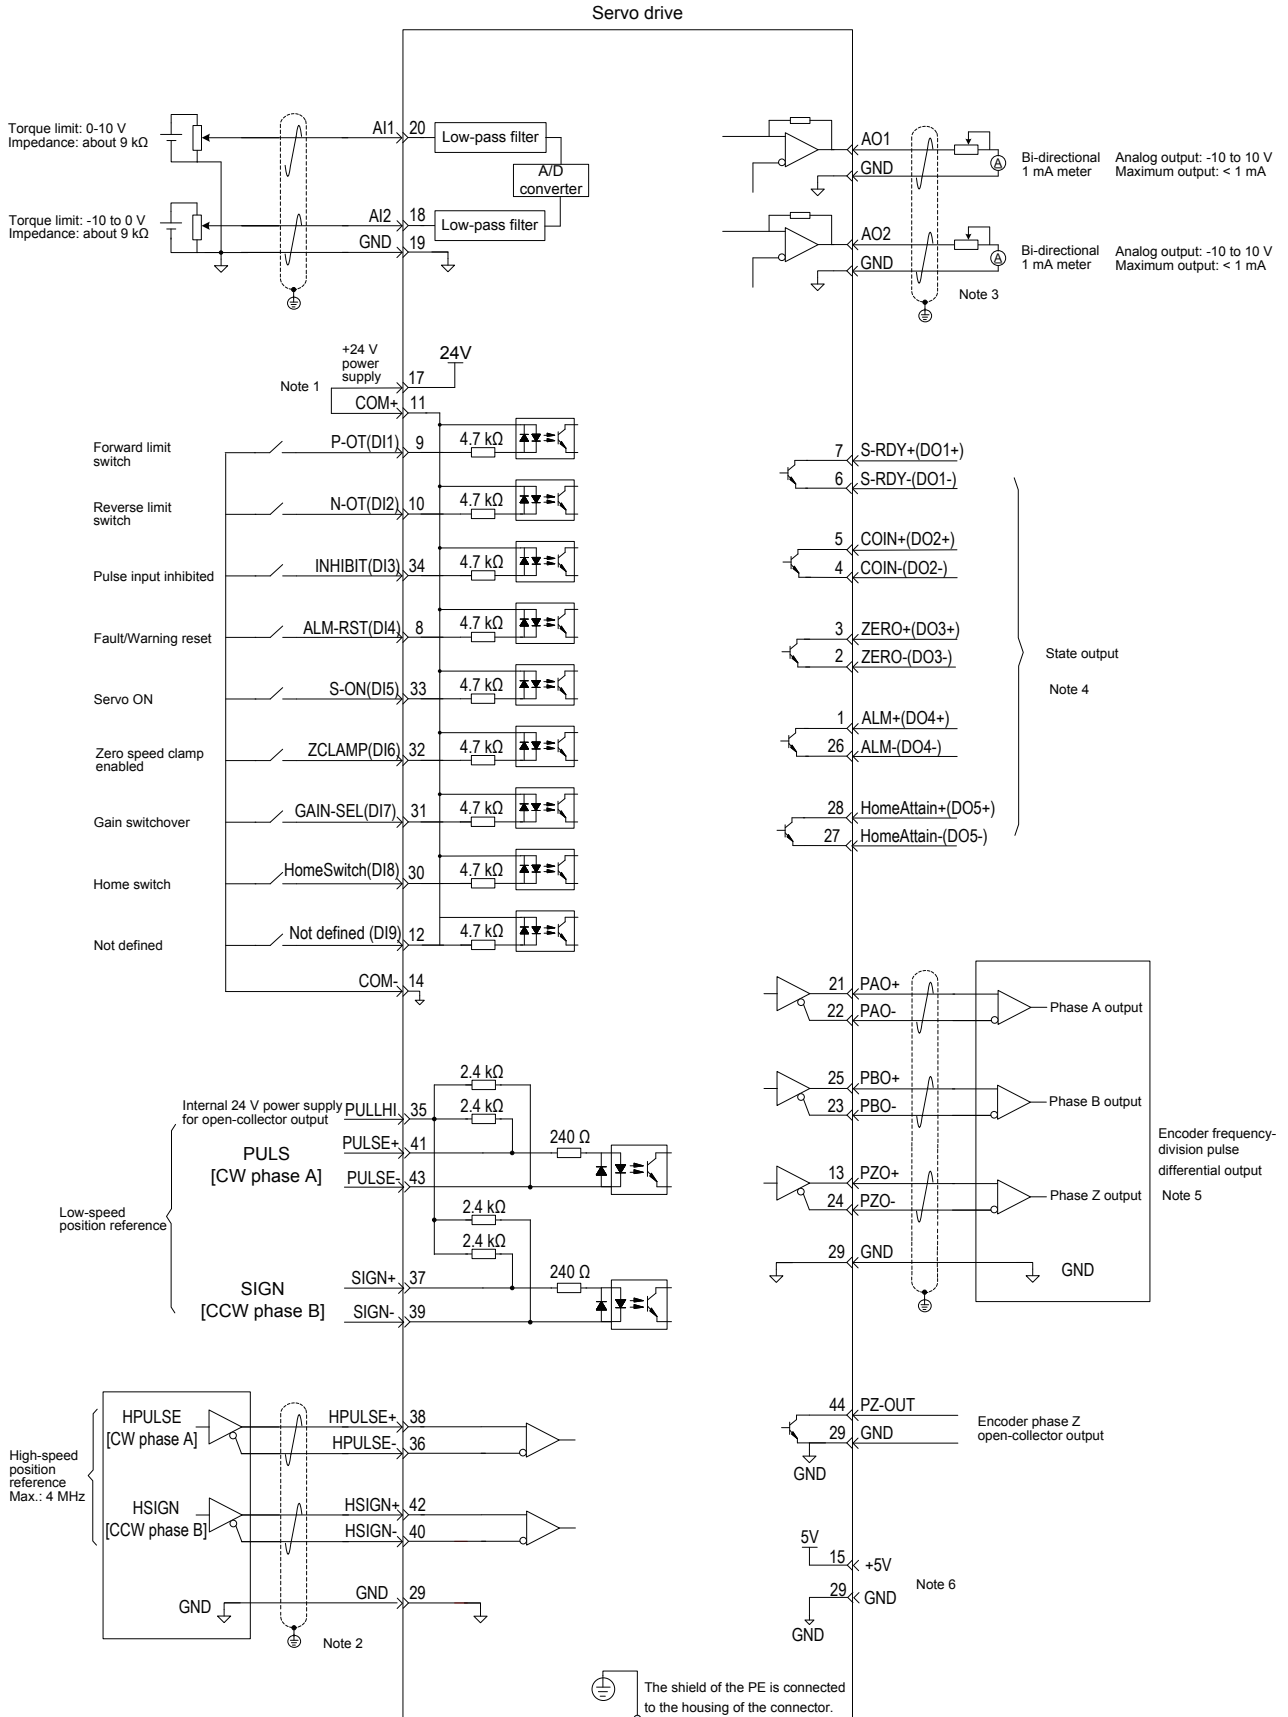 Servo drive
Torque limit: 0-10 V
Impedance: about 9 kΩ
AI1
20
Low-pass filter
A/D
converter
Torque limit: -10 to 0 V
Impedance: about 9 kΩ
AI2
18
Low-pass filter
GND
19
AO1
GND
A
Bi-directional
1 mA meter
Analog output: -10 to 10 V
Maximum output: < 1 mA
AO2
GND
A
Bi-directional
1 mA meter
Analog output: -10 to 10 V
Maximum output: < 1 mA
Note 3
+24 V
power
supply
24V
Note 1
17
COM+
11
Forward limit
switch
P-OT(DI1)
9
4.7 kΩ
Reverse limit
switch
N-OT(DI2)
10
4.7 kΩ
Pulse input inhibited
INHIBIT(DI3)
34
4.7 kΩ
Fault/Warning reset
ALM-RST(DI4)
8
4.7 kΩ
Servo ON
S-ON(DI5)
33
4.7 kΩ
Zero speed clamp
enabled
ZCLAMP(DI6)
32
4.7 kΩ
Gain switchover
GAIN-SEL(DI7)
31
4.7 kΩ
Home switch
HomeSwitch(DI8)
30
4.7 kΩ
Not defined
Not defined (DI9)
12
4.7 kΩ
COM-
14
7 S-RDY+(DO1+)
6 S-RDY-(DO1-)
5 COIN+(DO2+)
4 COIN-(DO2-)
3 ZERO+(DO3+)
2 ZERO-(DO3-)
1 ALM+(DO4+)
26 ALM-(DO4-)
28 HomeAttain+(DO5+)
27 HomeAttain-(DO5-)
State output
Note 4
21 PAO+
22 PAO-
Phase A output
25 PBO+
23 PBO-
Phase B output
13 PZO+
24 PZO-
Phase Z output
29 GND
GND
Encoder frequency-
division pulse
differential output
Note 5
Low-speed
position reference
Internal 24 V power supply
for open-collector output
PULLHI
35
2.4 kΩ
2.4 kΩ
PULS
[CW phase A]
PULSE+
41
240 Ω
PULSE-
43
2.4 kΩ
2.4 kΩ
SIGN
[CCW phase B]
SIGN+
37
240 Ω
SIGN-
39
High-speed
position
reference
Max.: 4 MHz
HPULSE
[CW phase A]
HPULSE+
38
HPULSE-
36
HSIGN
[CCW phase B]
HSIGN+
42
HSIGN-
40
GND
GND
29
Note 2
44 PZ-OUT
29 GND
GND
Encoder phase Z
open-collector output
5V
15 +5V
29 GND
GND
Note 6
The shield of the PE is connected
to the housing of the connector.